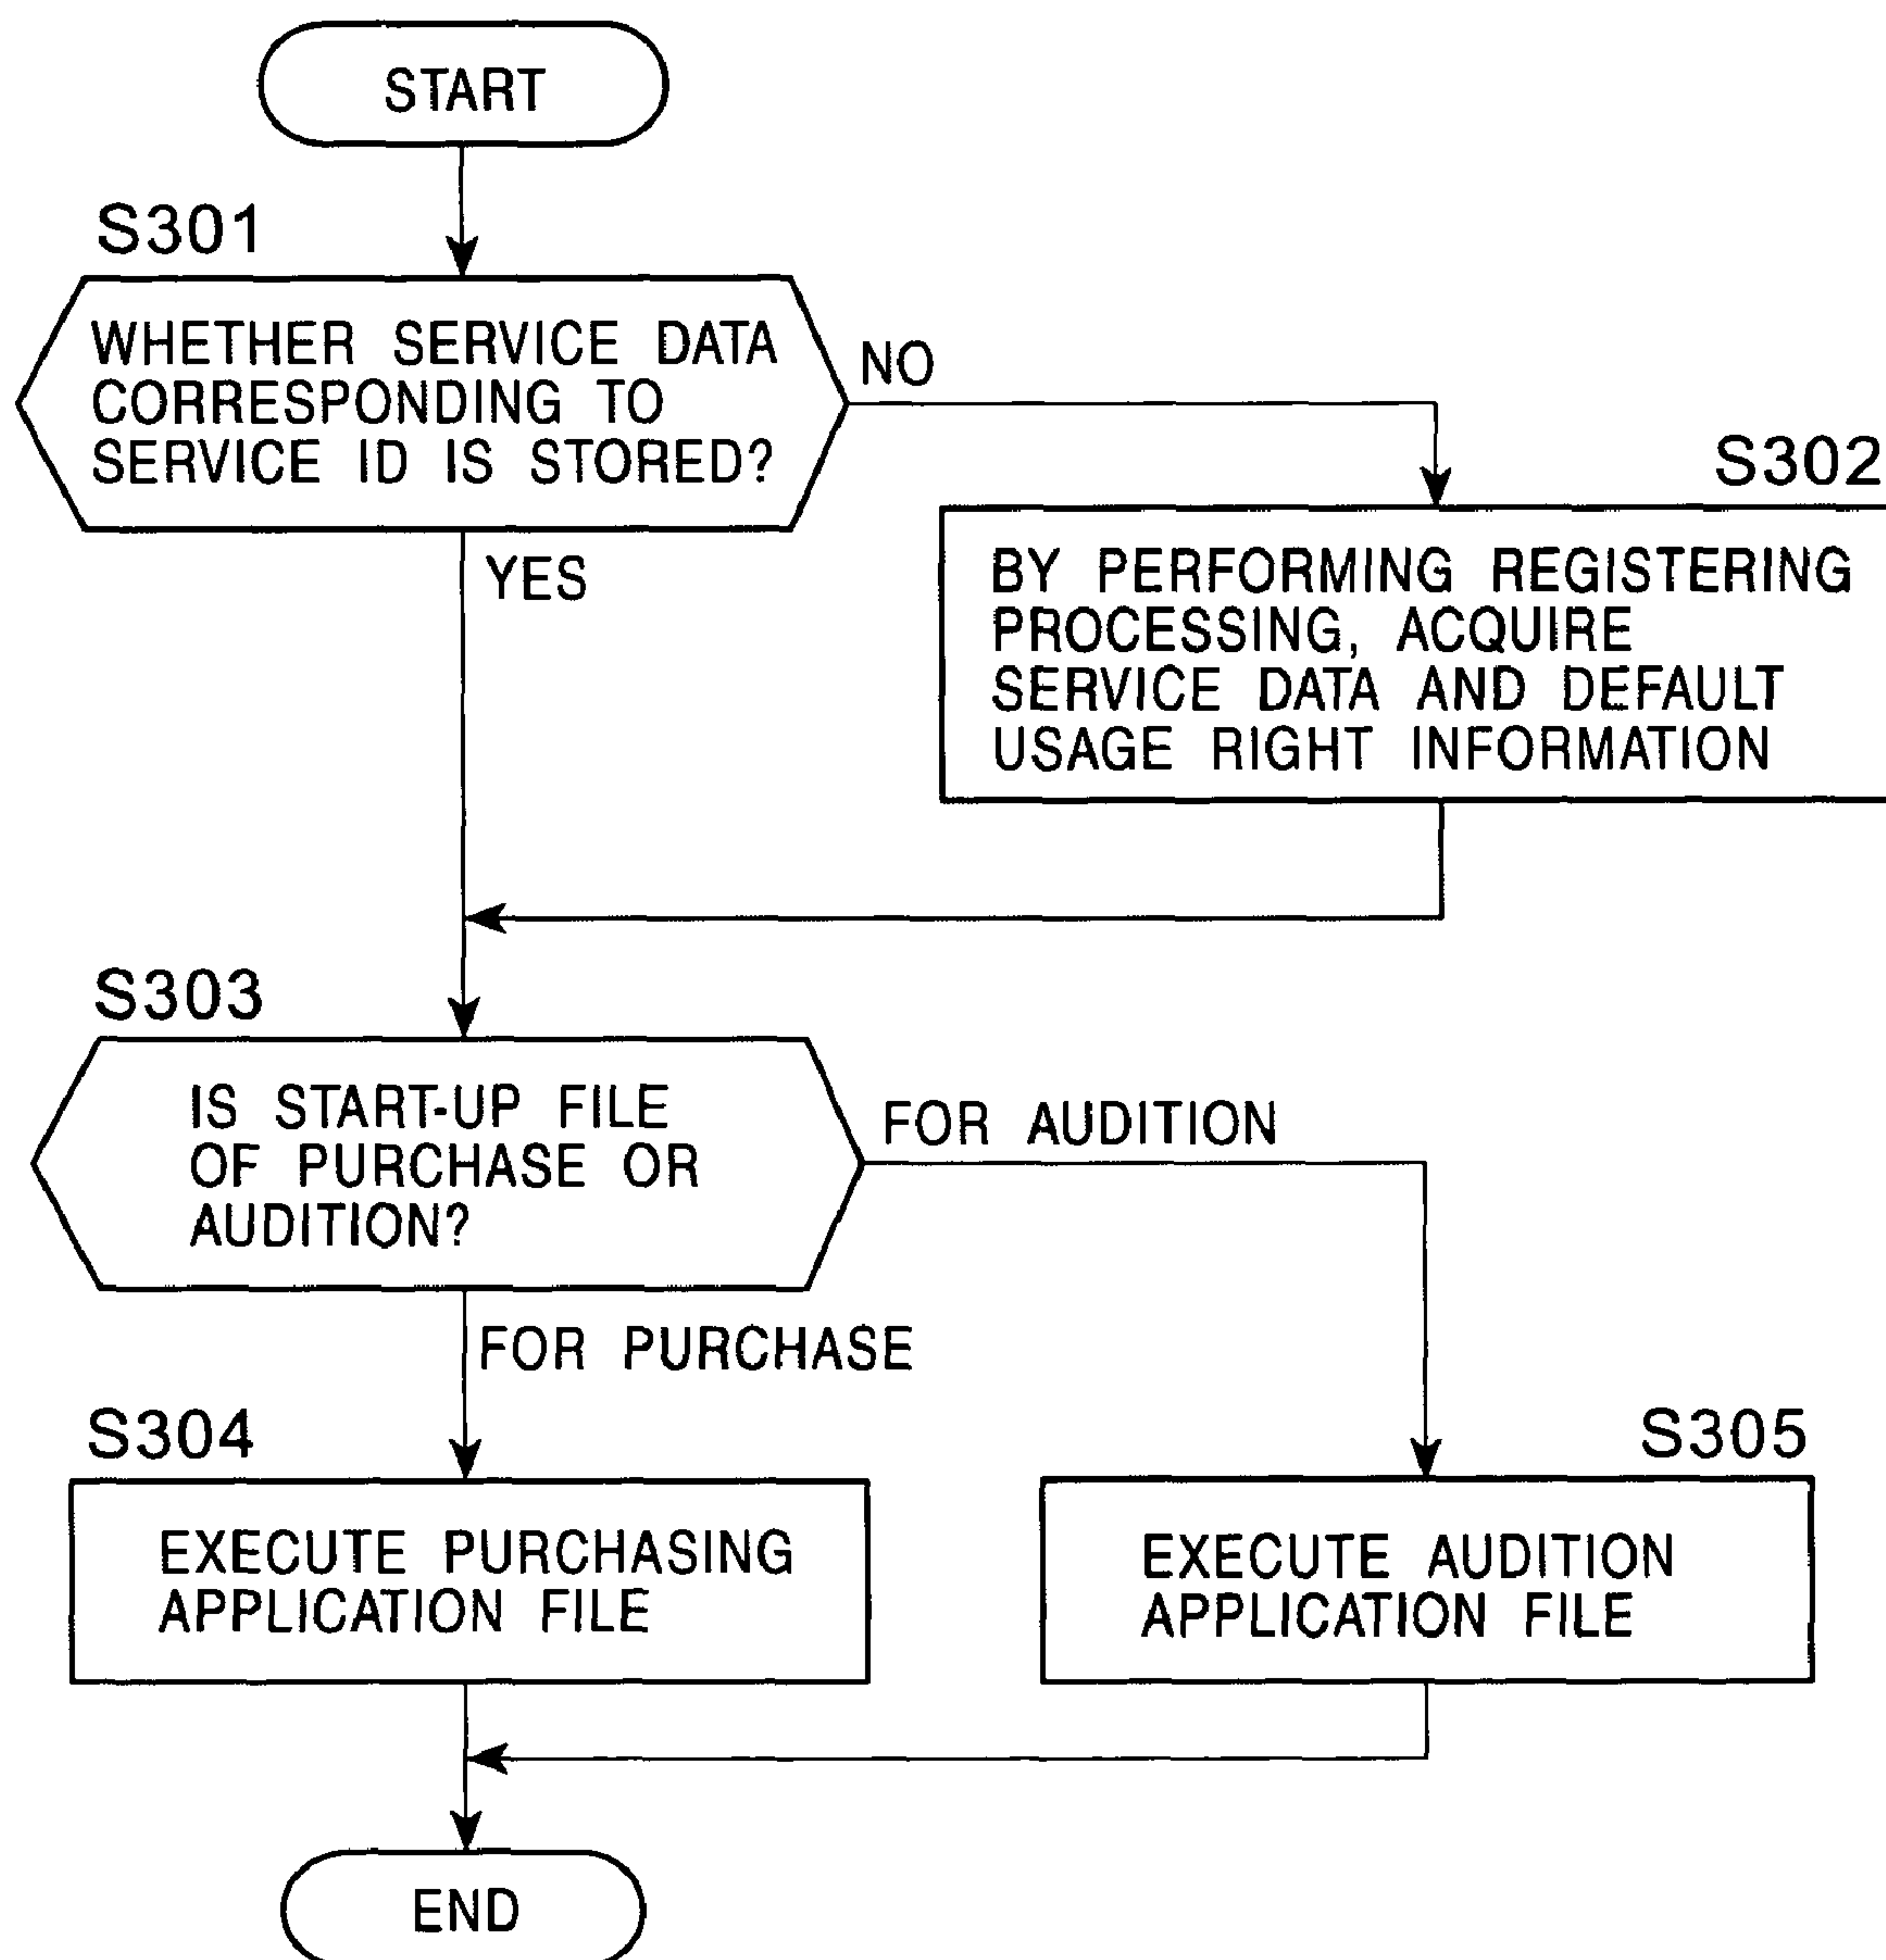 START
S301
WHETHER SERVICE DATA
CORRESPONDING TO
SERVICE ID IS STORED?
NO
YES
S302
BY PERFORMING REGISTERING
PROCESSING, ACQUIRE
SERVICE DATA AND DEFAULT
USAGE RIGHT INFORMATION
S303
IS START-UP FILE
OF PURCHASE OR
AUDITION?
FOR AUDITION
FOR PURCHASE
S304
EXECUTE PURCHASING
APPLICATION FILE
S305
EXECUTE AUDITION
APPLICATION FILE
END